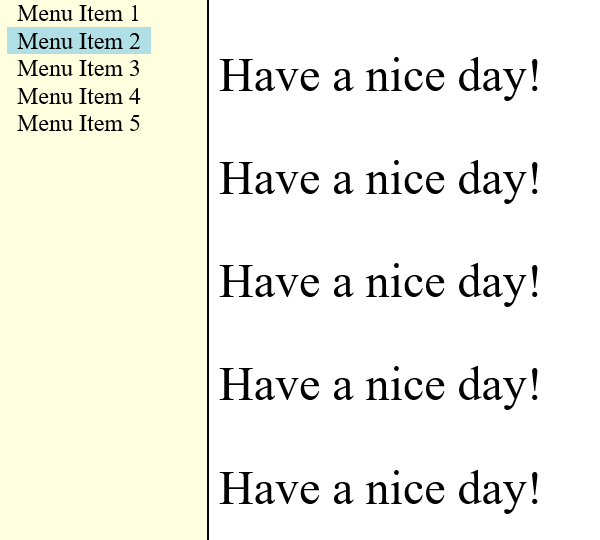 Menu Item 1
Menu Item 2
Menu Item 3
Menu Item 4
Menu Item 5
Have a nice day!
Have a nice day!
Have a nice day!
Have a nice day!
Have a nice day!